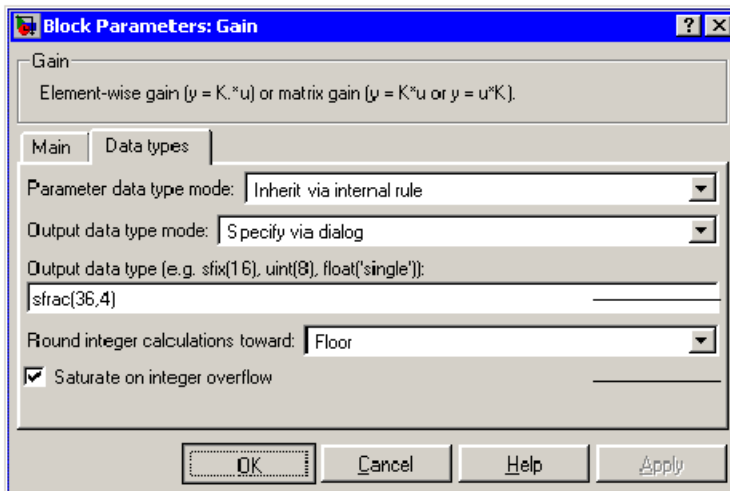 Block Parameters: Gain
Gain
Element-wise gain (y = K.*u) or matrix gain (y = K*u or y = u*K).
Main Data types
Parameter data type mode: Inherit via internal rule
Output data type mode: Specify via dialog
Output data type (e.g. sfix(16), uint(8), float('single')):
sfrac(36,4)
Round integer calculations toward: Floor
Saturate on integer overflow
OK Cancel Help Apply